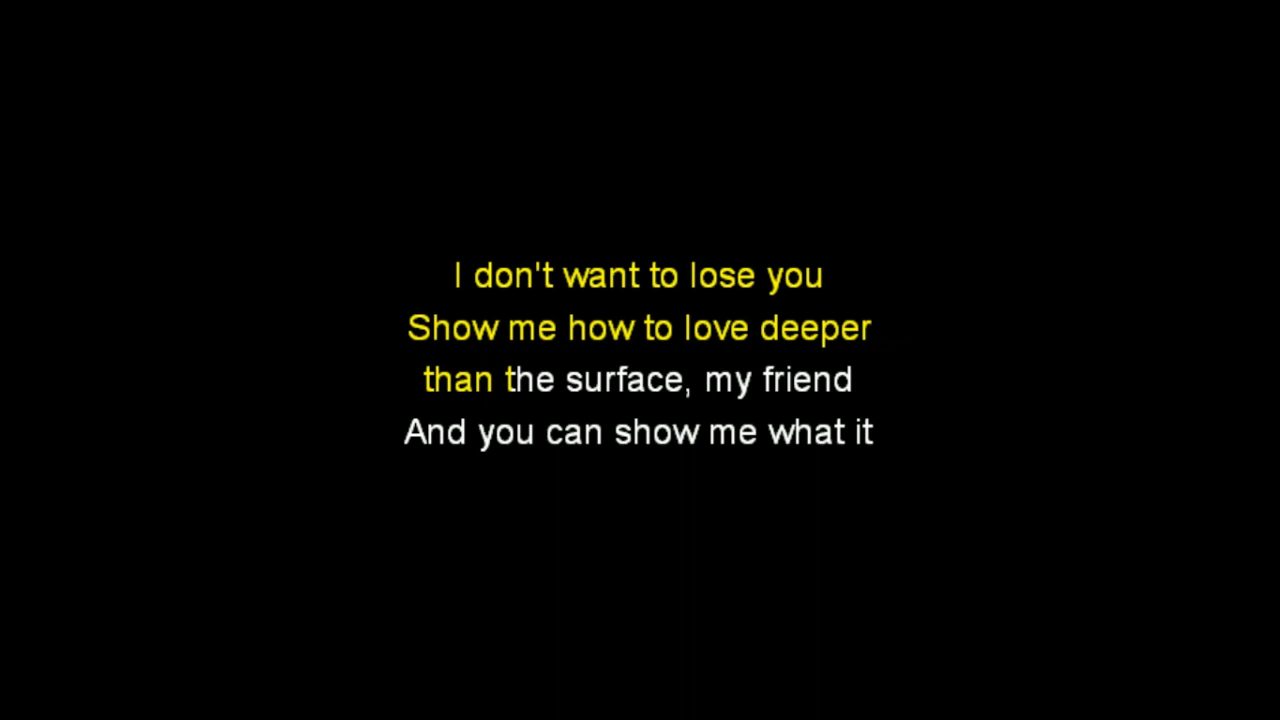 I don't want to lose you
Show me how to love deeper
than the surface, my friend
And you can show me what it